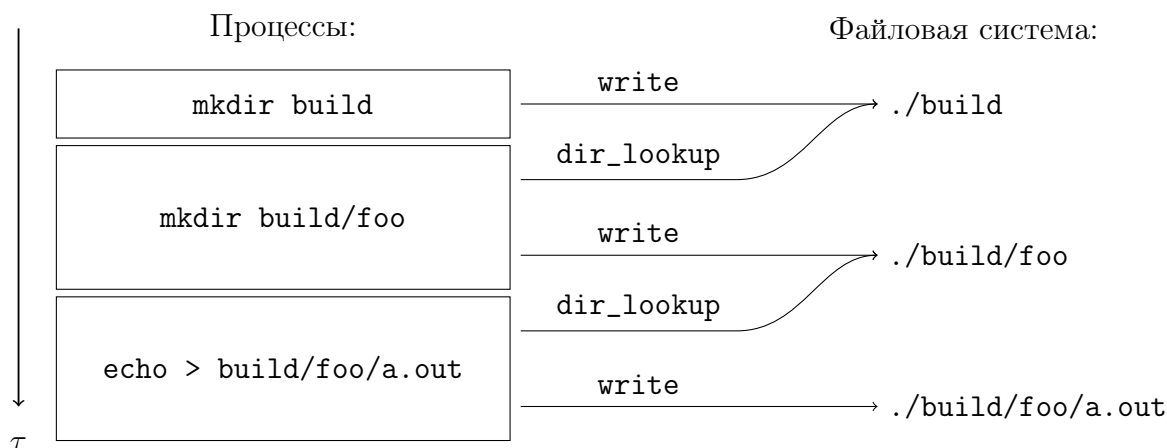 Процессы:
Файловая система:
mkdir build
write
./build
dir_lookup
mkdir build/foo
write
./build/foo
dir_lookup
echo > build/foo/a.out
write
./build/foo/a.out
τ